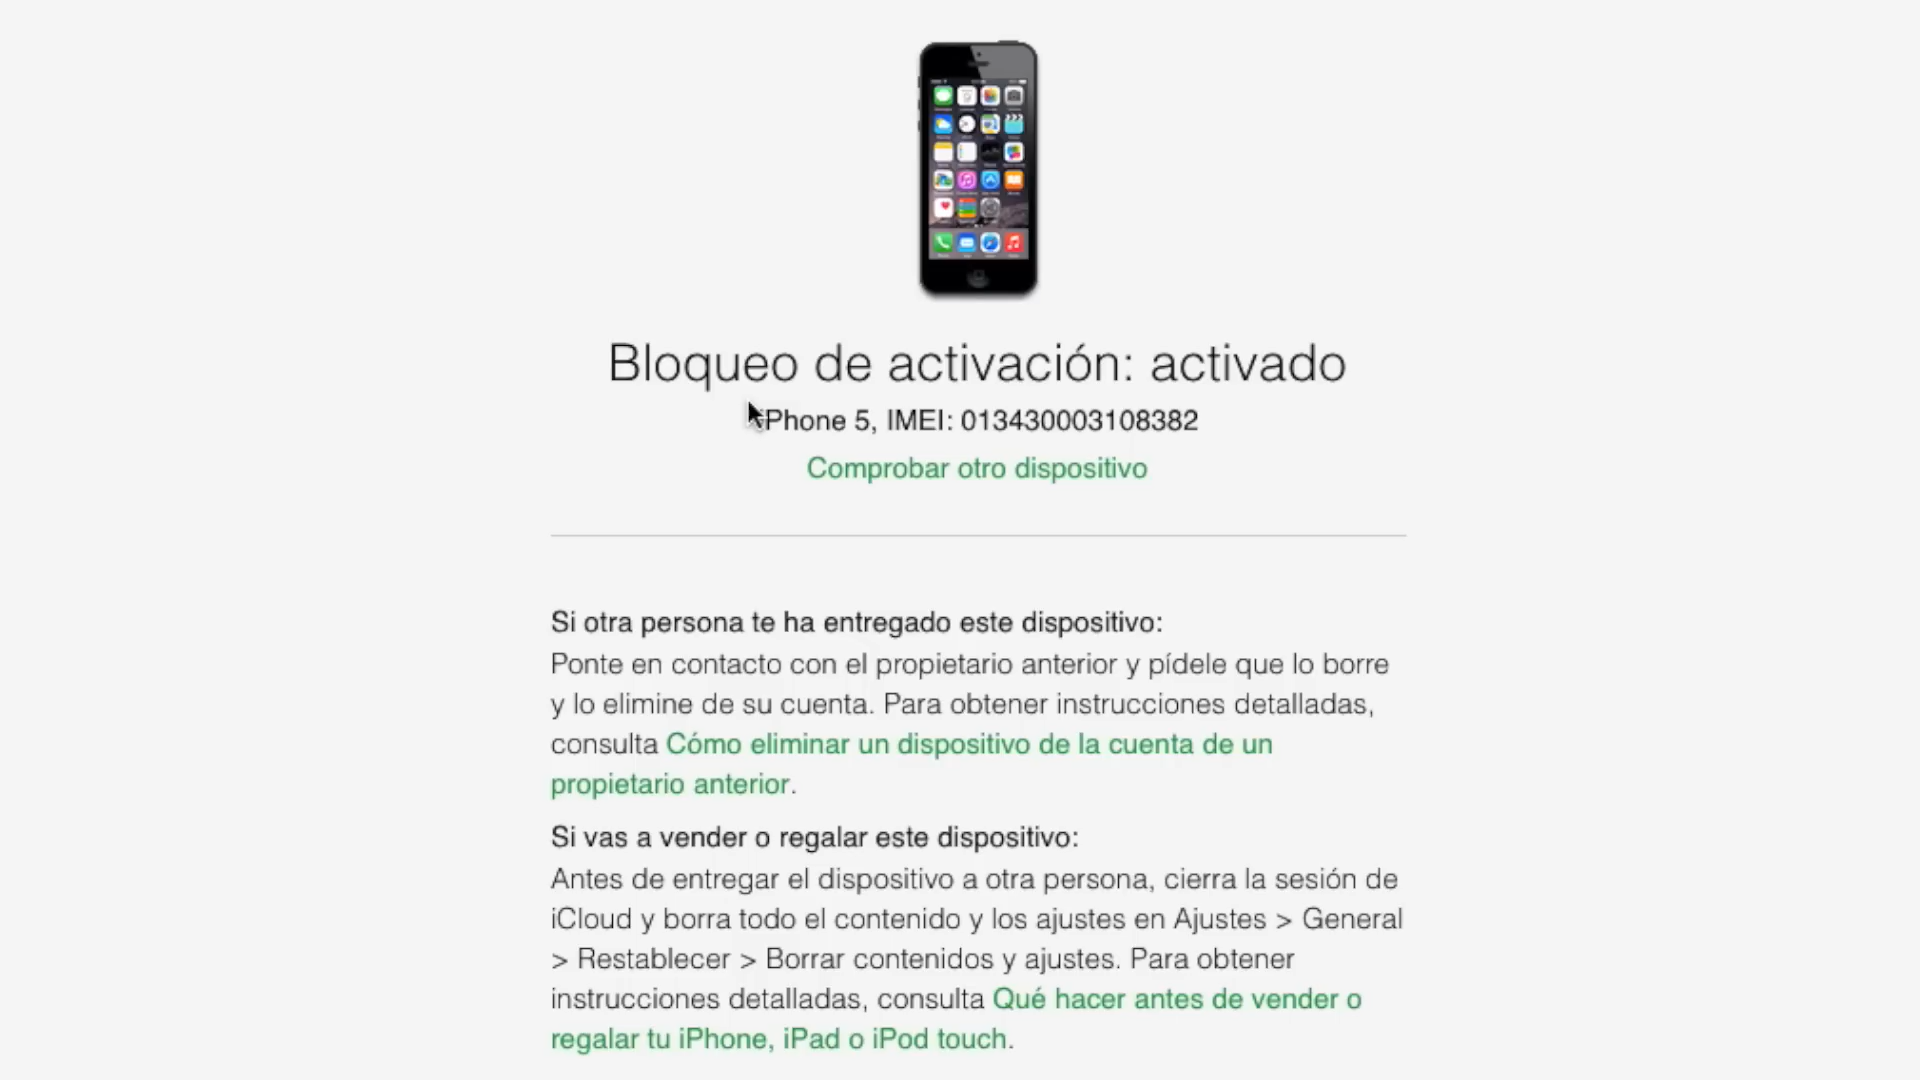 Bloqueo de activación: activado
iPhone 5, IMEI: 013430003108382
Comprobar otro dispositivo
Si otra persona te ha entregado este dispositivo:
Ponte en contacto con el propietario anterior y pídele que lo borre
y lo elimine de su cuenta. Para obtener instrucciones detalladas,
consulta Cómo eliminar un dispositivo de la cuenta de un
propietario anterior.
Si vas a vender o regalar este dispositivo:
Antes de entregar el dispositivo a otra persona, cierra la sesión de
iCloud y borra todo el contenido y los ajustes en Ajustes > General
> Restablecer > Borrar contenidos y ajustes. Para obtener
instrucciones detalladas, consulta Qué hacer antes de vender o
regalar tu iPhone, iPad o iPod touch.